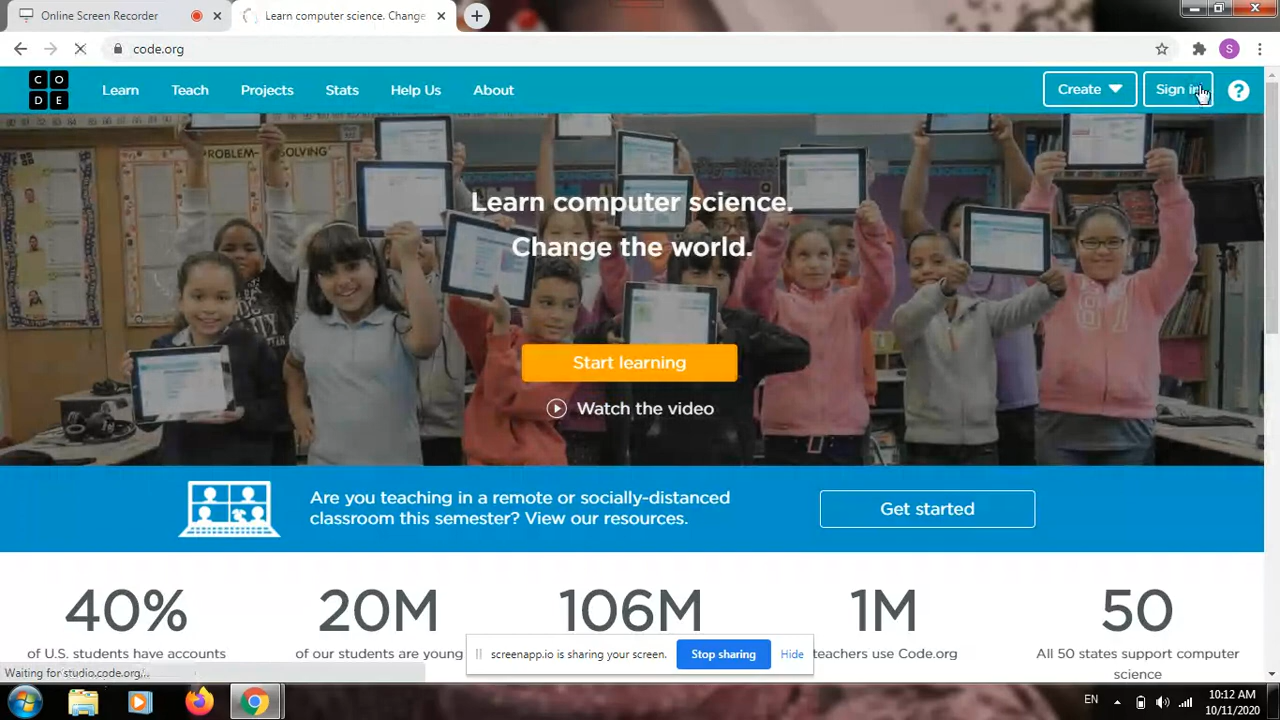 Online Screen Recorder
Learn computer science. Change
code.org
S
C O
D E
Learn
Teach
Projects
Stats
Help Us
About
Create
Sign in
?
PROBLEM-SOLVING
Learn computer science.
Change the world.
Start learning
Watch the video
Are you teaching in a remote or socially-distanced
classroom this semester? View our resources.
Get started
40%
20M
106M
1M
50
of U.S. students have accounts
of our students are young
teachers use Code.org
All 50 states support computer
science
screenapp.io is sharing your screen.
Stop sharing
Hide
Waiting for studio.code.org...
EN
10:12 AM
10/11/2020